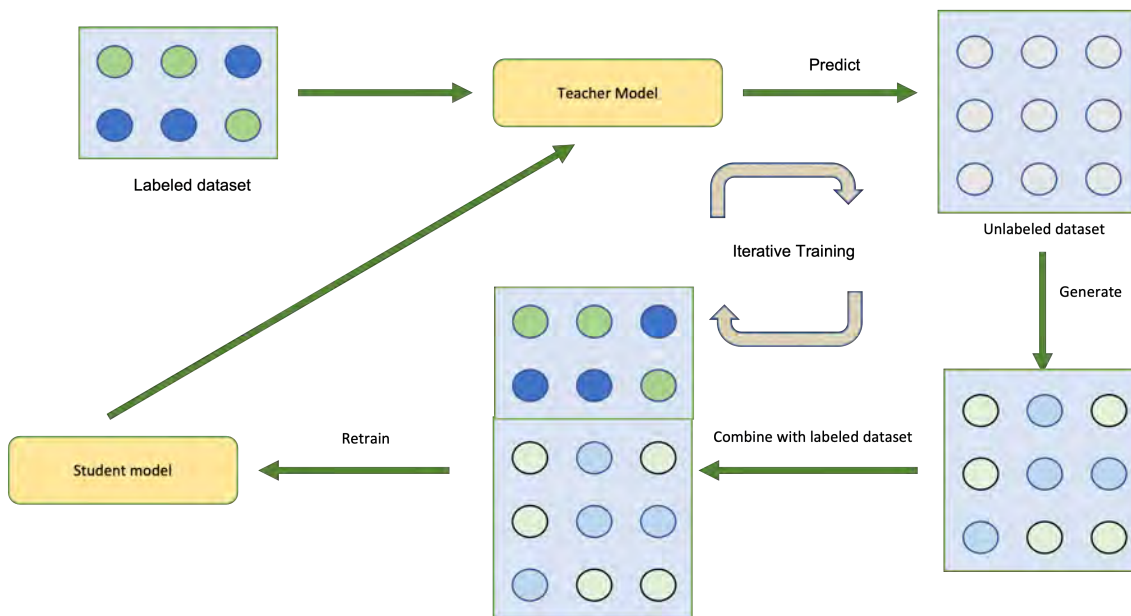 Predict
Teacher Model
Labeled dataset
Unlabeled dataset
Iterative Training
Generate
Retrain
Combine with labeled dataset
Student model